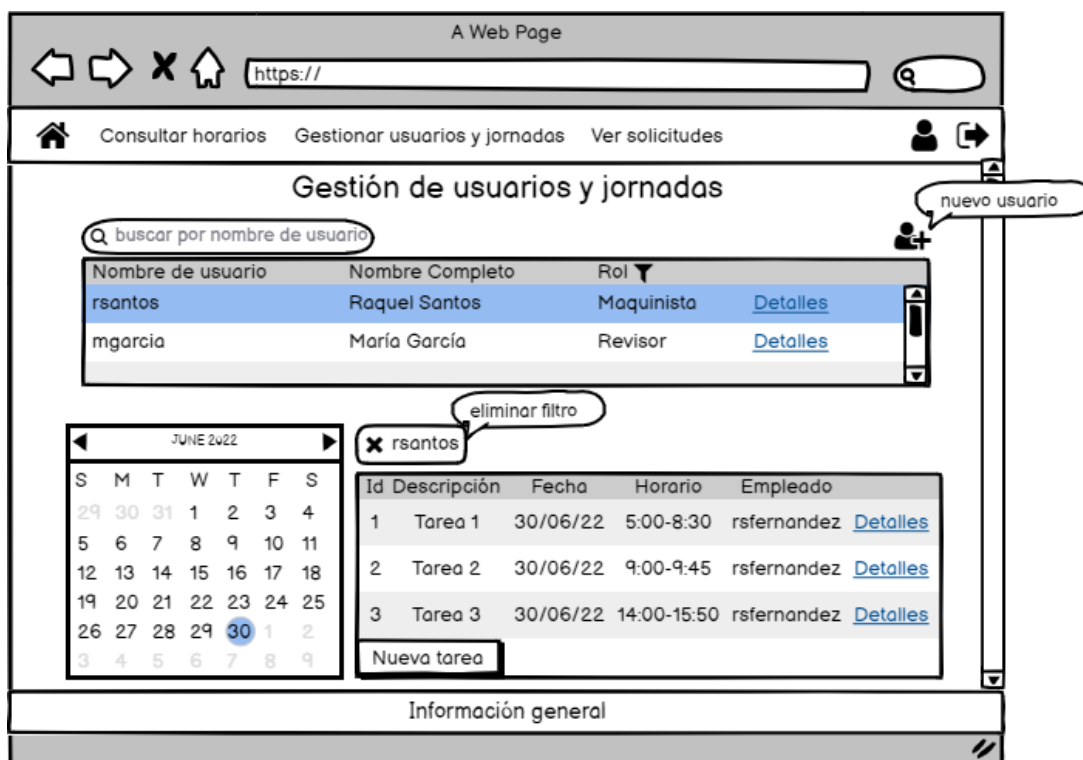 A Web Page
https://
Consultar horarios Gestionar usuarios y jornadas Ver solicitudes
Gestión de usuarios y jornadas
nuevo usuario
buscar por nombre de usuario
Nombre de usuario Nombre Completo Rol
rsantos Raquel Santos Maquinista Detalles
mgarcia María García Revisor Detalles
eliminar filtro
rsantos
JUNE 2022
S M T W T F S
29 30 31 1 2 3 4
5 6 7 8 9 10 11
12 13 14 15 16 17 18
19 20 21 22 23 24 25
26 27 28 29 30 1 2
3 4 5 6 7 8 9
Id Descripción Fecha Horario Empleado
1 Tarea 1 30/06/22 5:00-8:30 rsfernandez Detalles
2 Tarea 2 30/06/22 9:00-9:45 rsfernandez Detalles
3 Tarea 3 30/06/22 14:00-15:50 rsfernandez Detalles
Nueva tarea
Información general